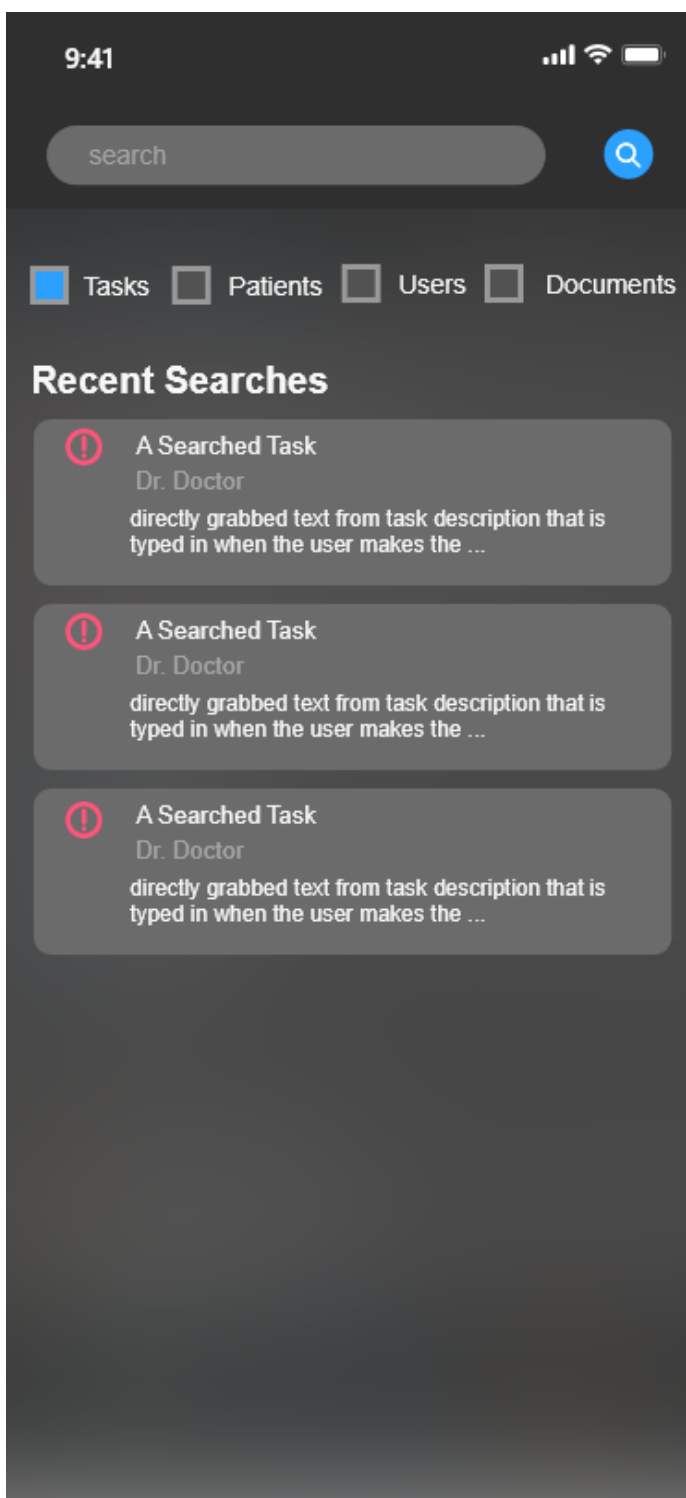 9:41
search
Tasks Patients Users Documents
Recent Searches
A Searched Task
Dr. Doctor
directly grabbed text from task description that is
typed in when the user makes the ...
A Searched Task
Dr. Doctor
directly grabbed text from task description that is
typed in when the user makes the ...
A Searched Task
Dr. Doctor
directly grabbed text from task description that is
typed in when the user makes the ...